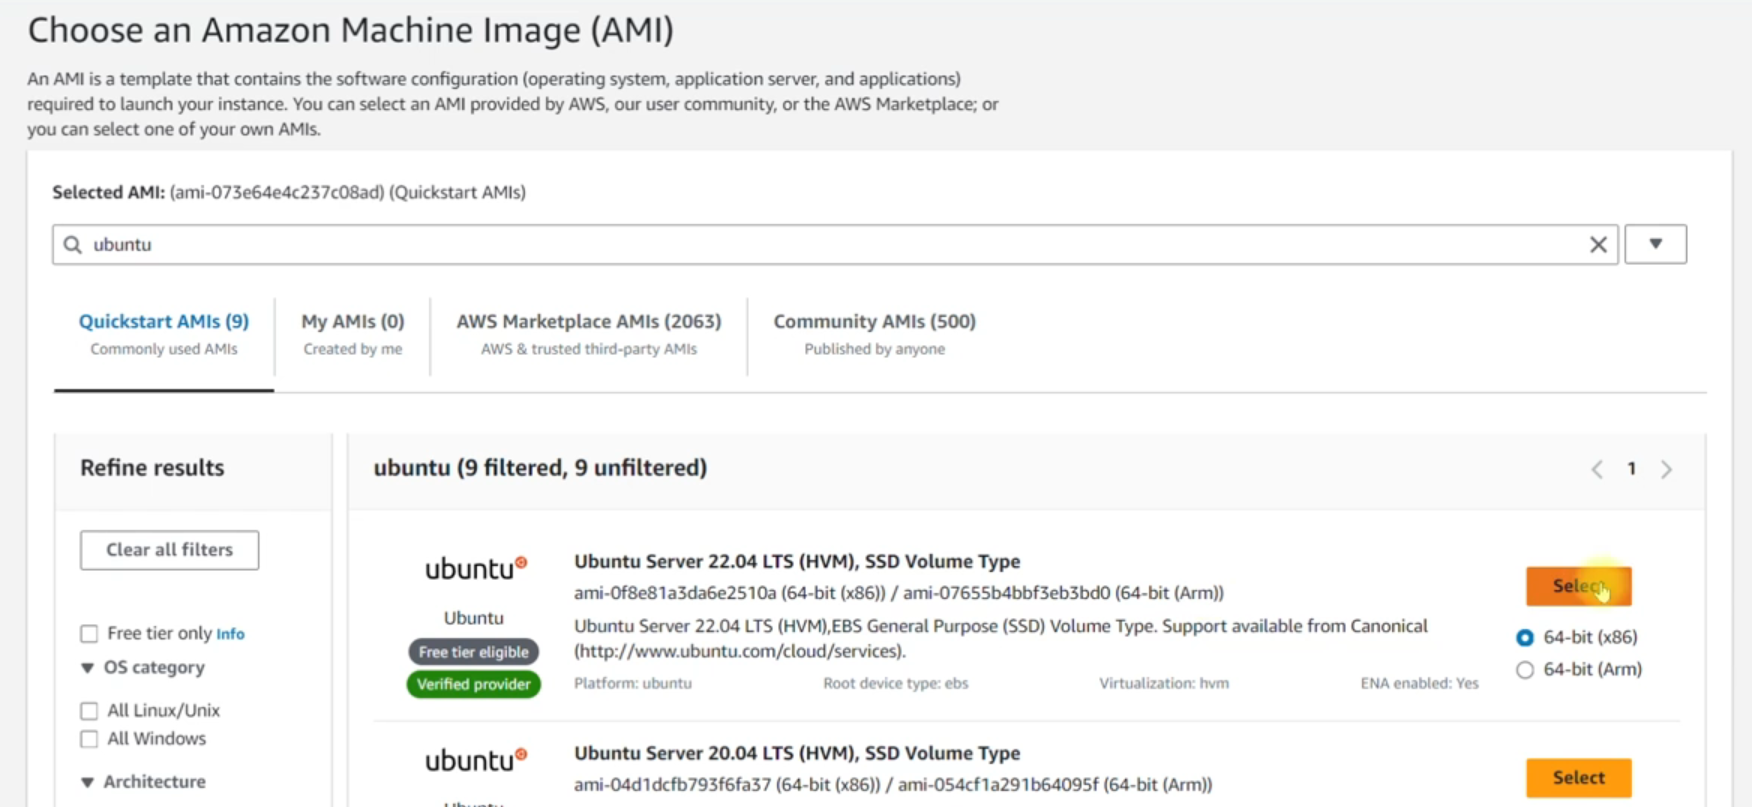 Choose an Amazon Machine Image (AMI)
An AMI is a template that contains the software configuration (operating system, application server, and applications)
required to launch your instance. You can select an AMI provided by AWS, our user community, or the AWS Marketplace; or
you can select one of your own AMIs.
Selected AMI: (ami-073e64e4c237c08ad) (Quickstart AMIs)
ubuntu
Quickstart AMIs (9)
Commonly used AMIs
My AMIs (0)
Created by me
AWS Marketplace AMIs (2063)
AWS & trusted third-party AMIs
Community AMIs (500)
Published by anyone
Refine results
Clear all filters
Free tier only Info
OS category
All Linux/Unix
All Windows
Architecture
ubuntu (9 filtered, 9 unfiltered)
1
ubuntu
Ubuntu
Free tier eligible
Verified provider
Ubuntu Server 22.04 LTS (HVM), SSD Volume Type
ami-0f8e81a3da6e2510a (64-bit (x86)) / ami-07655b4bbf3eb3bd0 (64-bit (Arm))
Ubuntu Server 22.04 LTS (HVM),EBS General Purpose (SSD) Volume Type. Support available from Canonical
(http://www.ubuntu.com/cloud/services).
Platform: ubuntu Root device type: ebs Virtualization: hvm ENA enabled: Yes
Select
64-bit (x86)
64-bit (Arm)
ubuntu
Ubuntu
Ubuntu Server 20.04 LTS (HVM), SSD Volume Type
ami-04d1dcfb793f6fa37 (64-bit (x86)) / ami-054cf1a291b64095f (64-bit (Arm))
Select